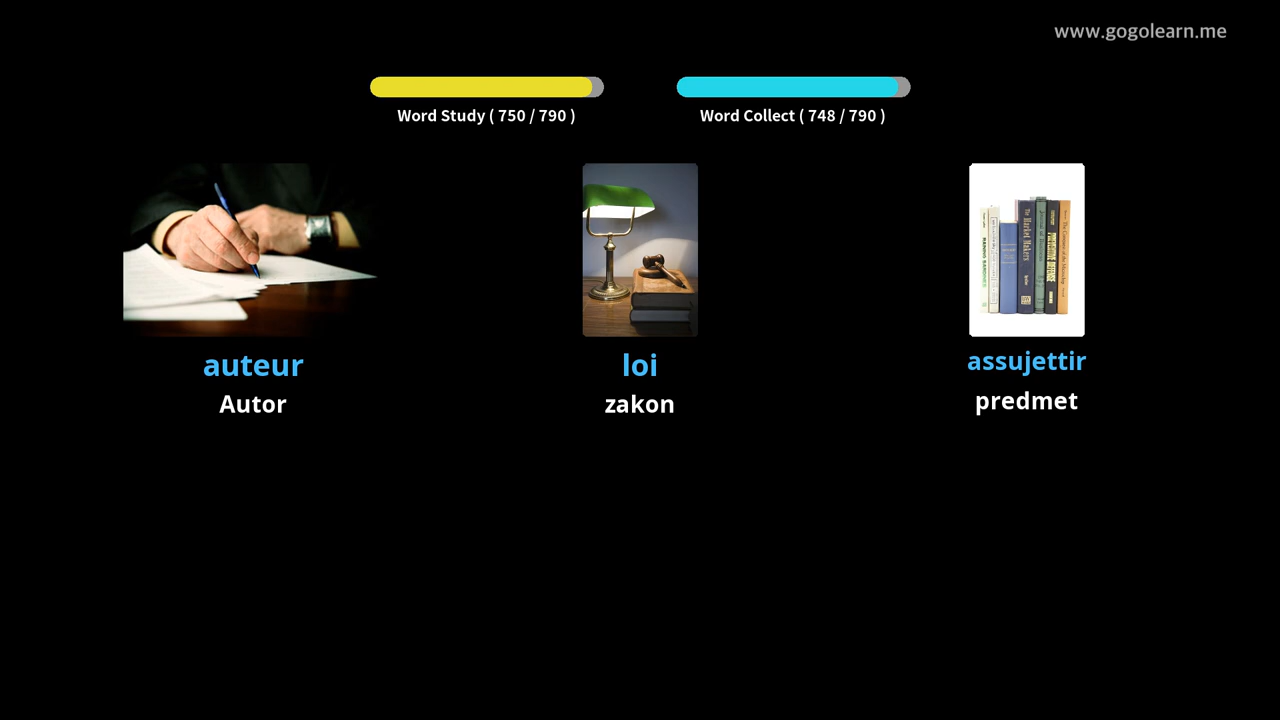 www.gogolearn.me
Word Study ( 750 / 790 )
Word Collect ( 748 / 790 )
auteur
Autor
loi
zakon
assujettir
predmet